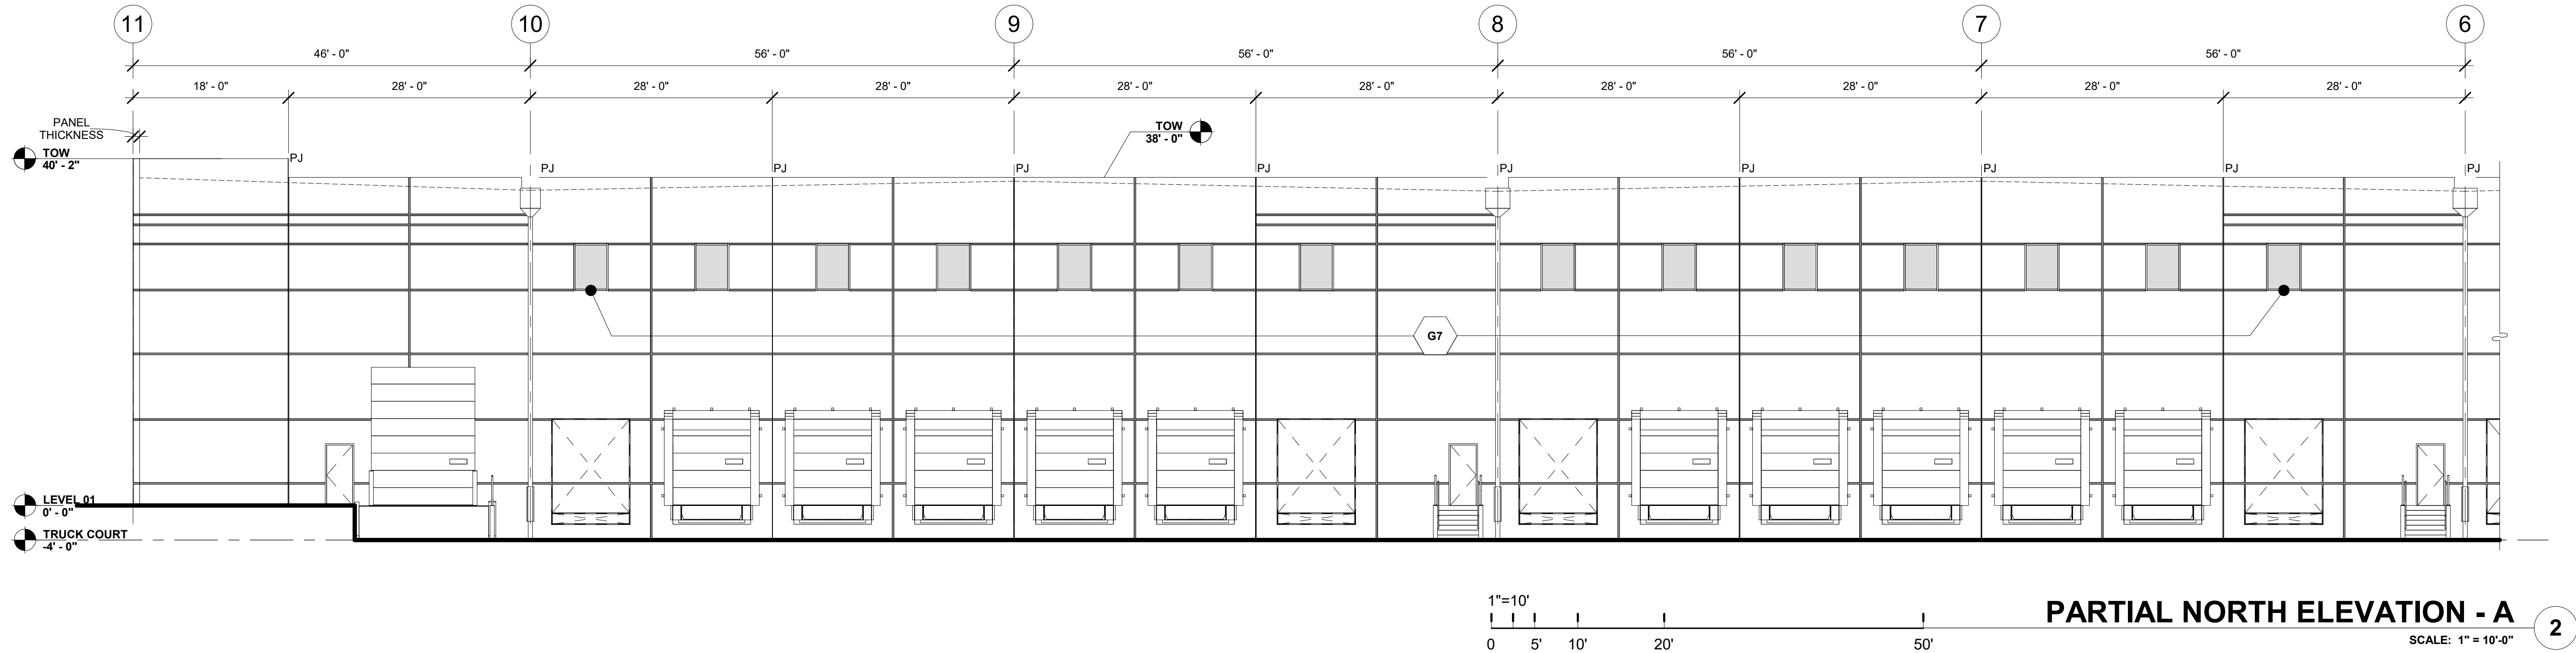 11 10 9 8 7 6
46' - 0" 56' - 0" 56' - 0" 56' - 0" 56' - 0"
18' - 0" 28' - 0" 28' - 0" 28' - 0" 28' - 0" 28' - 0" 28' - 0" 28' - 0" 28' - 0" 28' - 0"
PANEL
THICKNESS
TOW
38' - 0"
TOW
40' - 2"
PJ PJ PJ PJ PJ PJ PJ PJ PJ PJ
G7
LEVEL 01
0' - 0"
TRUCK COURT
-4' - 0"
1"=10'
0 5' 10' 20' 50'
PARTIAL NORTH ELEVATION - A
2
SCALE: 1" = 10'-0"